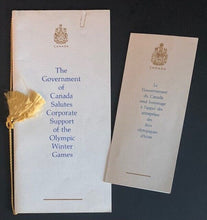 CANADA
The
Government
of
Canada
Salutes
Corporate
Support
of the
Olympic
Winter
Games
CANADA
Le
Gouvernement
du Canada
rend hommage
à l'appui des
entreprises
des
Jeux
olympiques
d'hiver